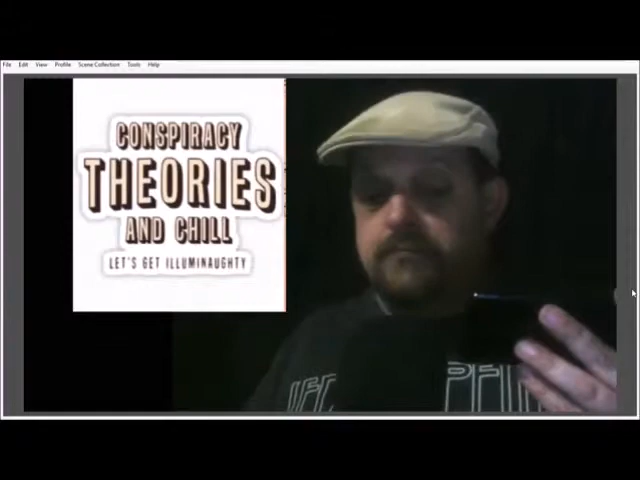 File Edit View Profile Scene Collection Tools Help
CONSPIRACY
THEORIES
AND CHILL
LET'S GET ILLUMINAUGHTY